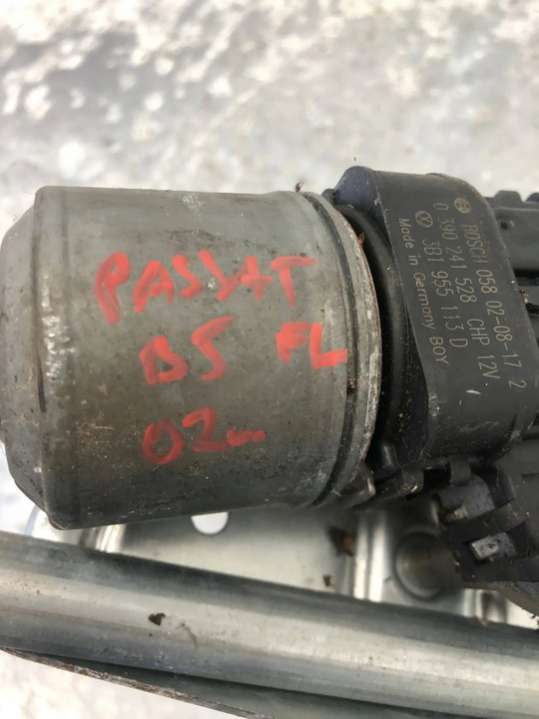 PASSAT
B5 FL
02
BOSCH 058 02-08-17 2
0 390 241 528 CHP 12V
3B1 955 113 D
Made in Germany BOY